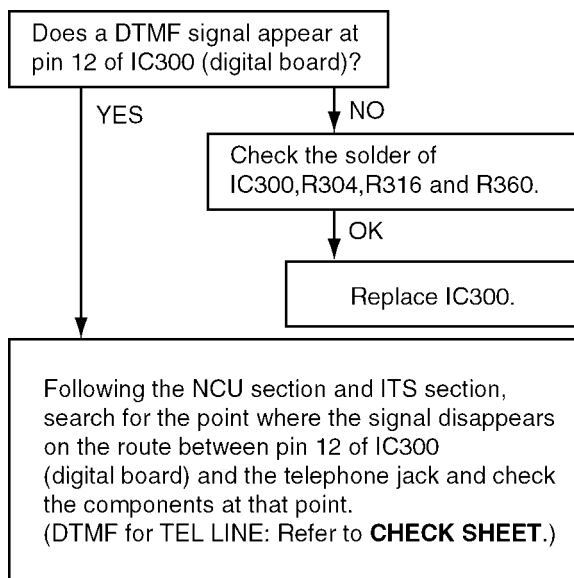 Does a DTMF signal appear at
pin 12 of IC300 (digital board)?
YES
NO
Check the solder of
IC300,R304,R316 and R360.
OK
Replace IC300.
Following the NCU section and ITS section,
search for the point where the signal disappears
on the route between pin 12 of IC300
(digital board) and the telephone jack and check
the components at that point.
(DTMF for TEL LINE: Refer to CHECK SHEET.)